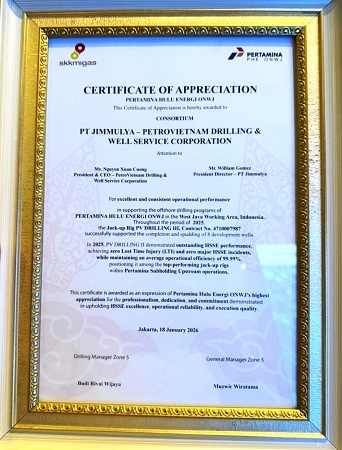 skkmigas
PERTAMINA
PHE ONWJ
CERTIFICATE OF APPRECIATION
PERTAMINA HULU ENERGI ONWJ
This Certificate of Appreciation is hereby awarded to
CONSORTIUM
PT JIMMULYA – PETROVIETNAM DRILLING &
WELL SERVICE CORPORATION
Attention to
Mr. Nguyen Xuan Cuong
President & CEO – PetroVietnam Drilling &
Well Service Corporation
Mr. William Gomez
President Director – PT Jimmulya
For excellent and consistent operational performance
in supporting the offshore drilling programs of
PERTAMINA HULU ENERGI ONWJ in the West Java Working Area, Indonesia.
Throughout the period of 2025,
the Jack-up Rig PV DRILLING III, Contract No. 4710007987
successfully supported the completion and spudding of 8 development wells.
In 2025, PV DRILLING II demonstrated outstanding HSSE performance,
achieving zero Lost Time Injury (LTI) and zero major HSSE incidents,
while maintaining an average operational efficiency of 99.99%,
positioning it among the top-performing jack-up rigs
within Pertamina Subholding Upstream operations.
This certificate is awarded as an expression of Pertamina Hulu Energi ONWJ's highest
appreciation for the professionalism, dedication, and commitment demonstrated
in upholding HSSE excellence, operational reliability, and execution quality.
Jakarta, 18 January 2026
Drilling Manager Zone 5
General Manager Zone 5
Budi Rivai Wijaya
Muzwir Wiratama